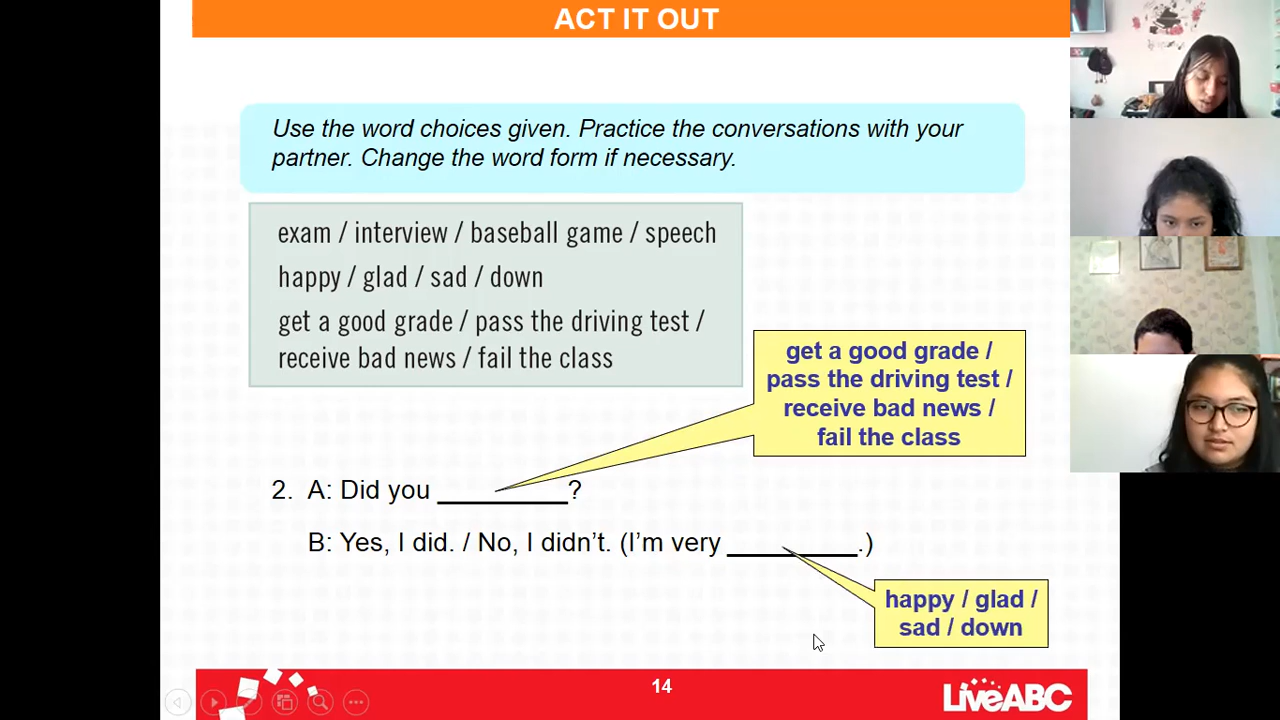 ACT IT OUT
Use the word choices given. Practice the conversations with your
partner. Change the word form if necessary.
exam / interview / baseball game / speech
happy / glad / sad / down
get a good grade / pass the driving test /
receive bad news / fail the class
get a good grade /
pass the driving test /
receive bad news /
fail the class
2. A: Did you _________?
B: Yes, I did. / No, I didn't. (I'm very _________.)
happy / glad /
sad / down
14
LiveABC